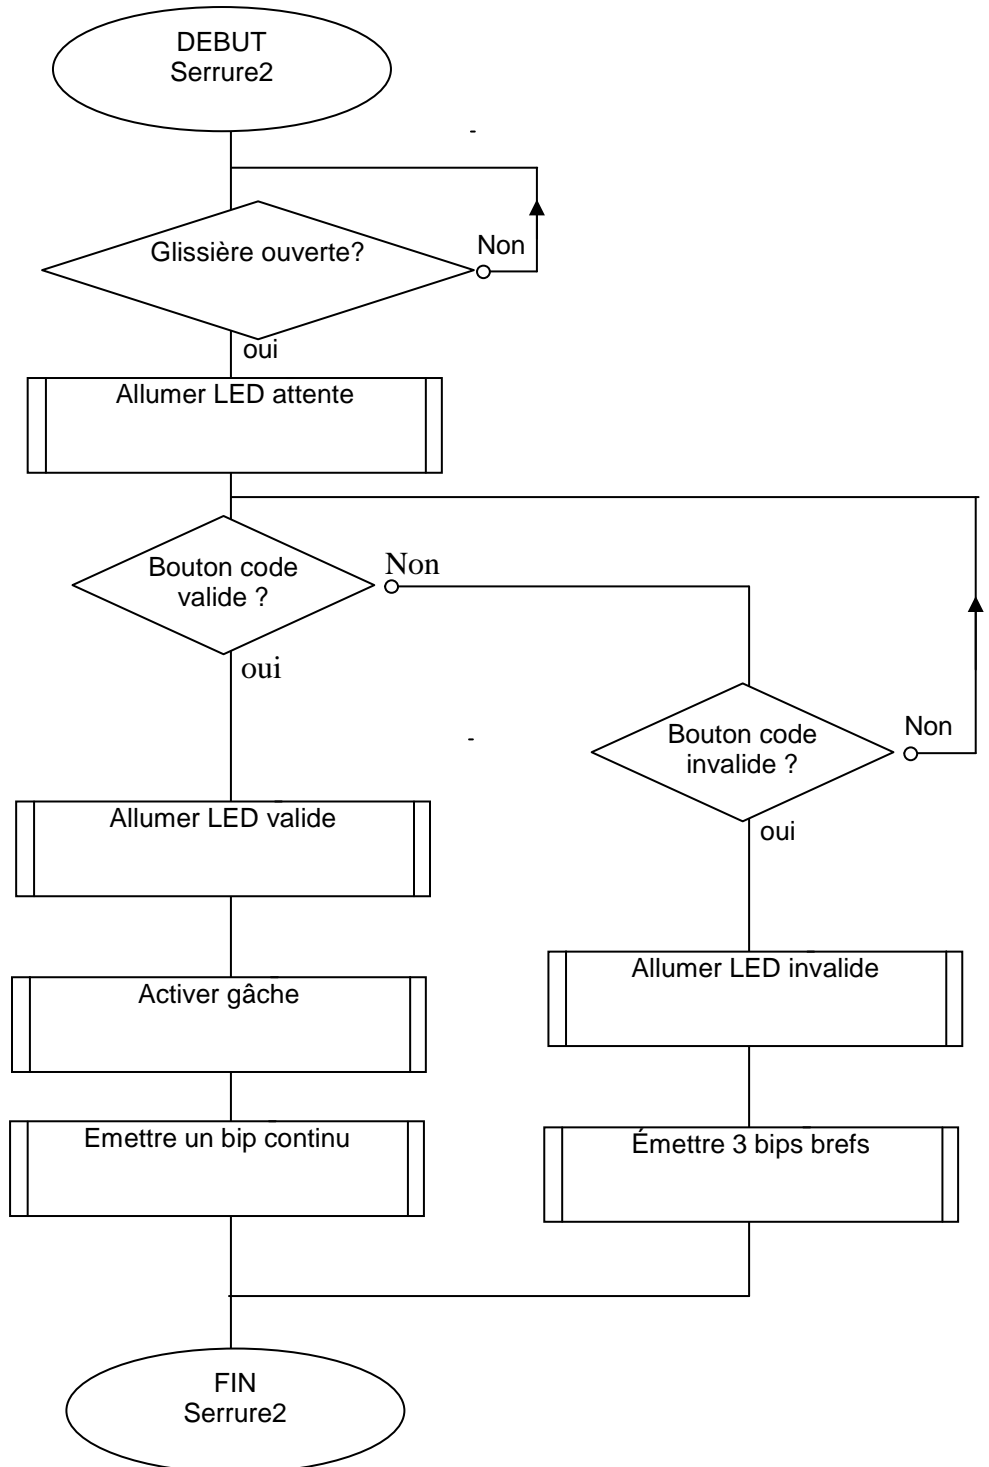 DEBUT
Serrure2
Glissière ouverte?
Non
oui
Allumer LED attente
Bouton code
valide ?
Non
oui
Bouton code
invalide ?
Non
oui
Allumer LED valide
Allumer LED invalide
Activer gâche
Emettre un bip continu
Émettre 3 bips brefs
FIN
Serrure2